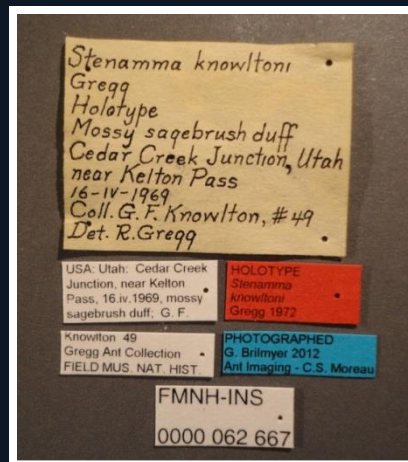 Stenamma knowltoni
Gregg
Holotype
Mossy sagebrush duff
Cedar Creek Junction, Utah
near Kelton Pass
16-IV-1969
Coll. G. F. Knowlton, #49
Det. R. Gregg
USA: Utah: Cedar Creek
Junction, near Kelton
Pass, 16.iv.1969, mossy
sagebrush duff; G. F.
HOLOTYPE
Stenamma
knowltoni
Gregg 1972
Knowlton 49
Gregg Ant Collection
FIELD MUS. NAT. HIST.
PHOTOGRAPHED
G. Brilmyer 2012
Ant Imaging - C.S. Moreau
FMNH-INS
0000 062 667